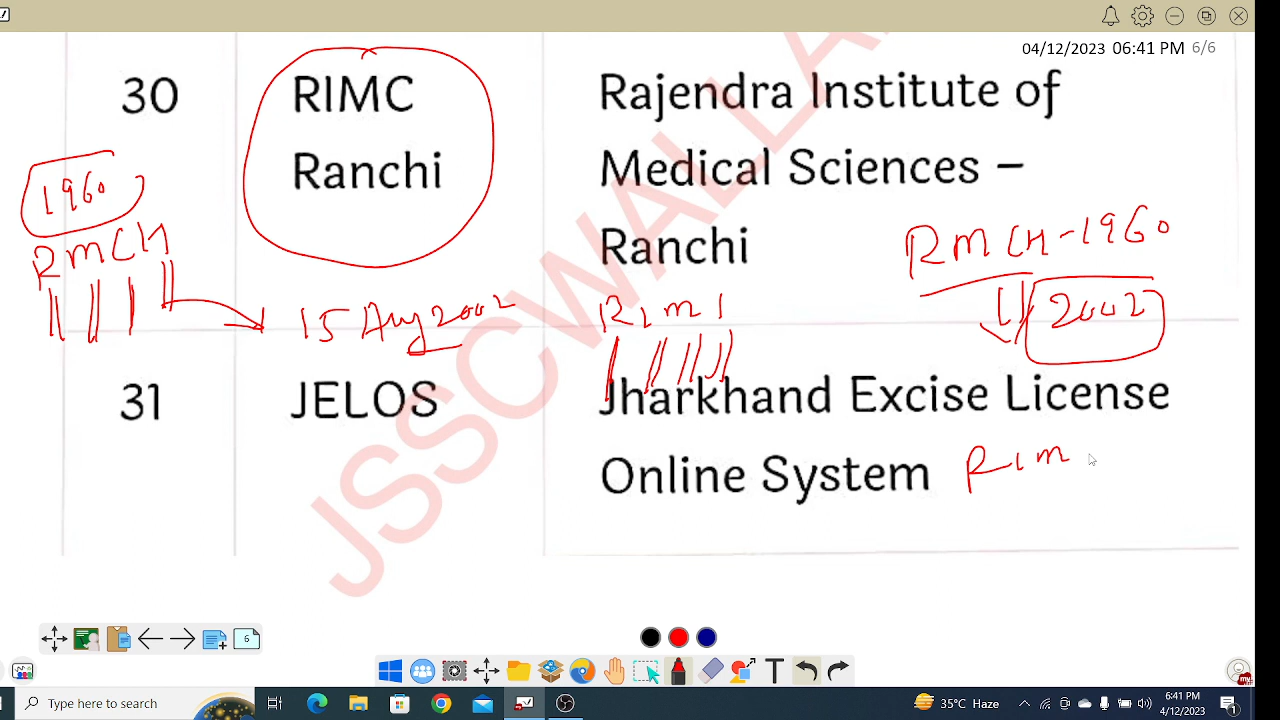 04/12/2023 06:41 PM 6/6
30
RIMC
Ranchi
Rajendra Institute of
Medical Sciences –
Ranchi
1960
RMCH
RMCH-1960
15 Aug 2002
2002
31
JELOS
Jharkhand Excise License
Online System
RIM
JSSCWALLA
6
T
Type here to search
35°C Haze
6:41 PM
4/12/2023